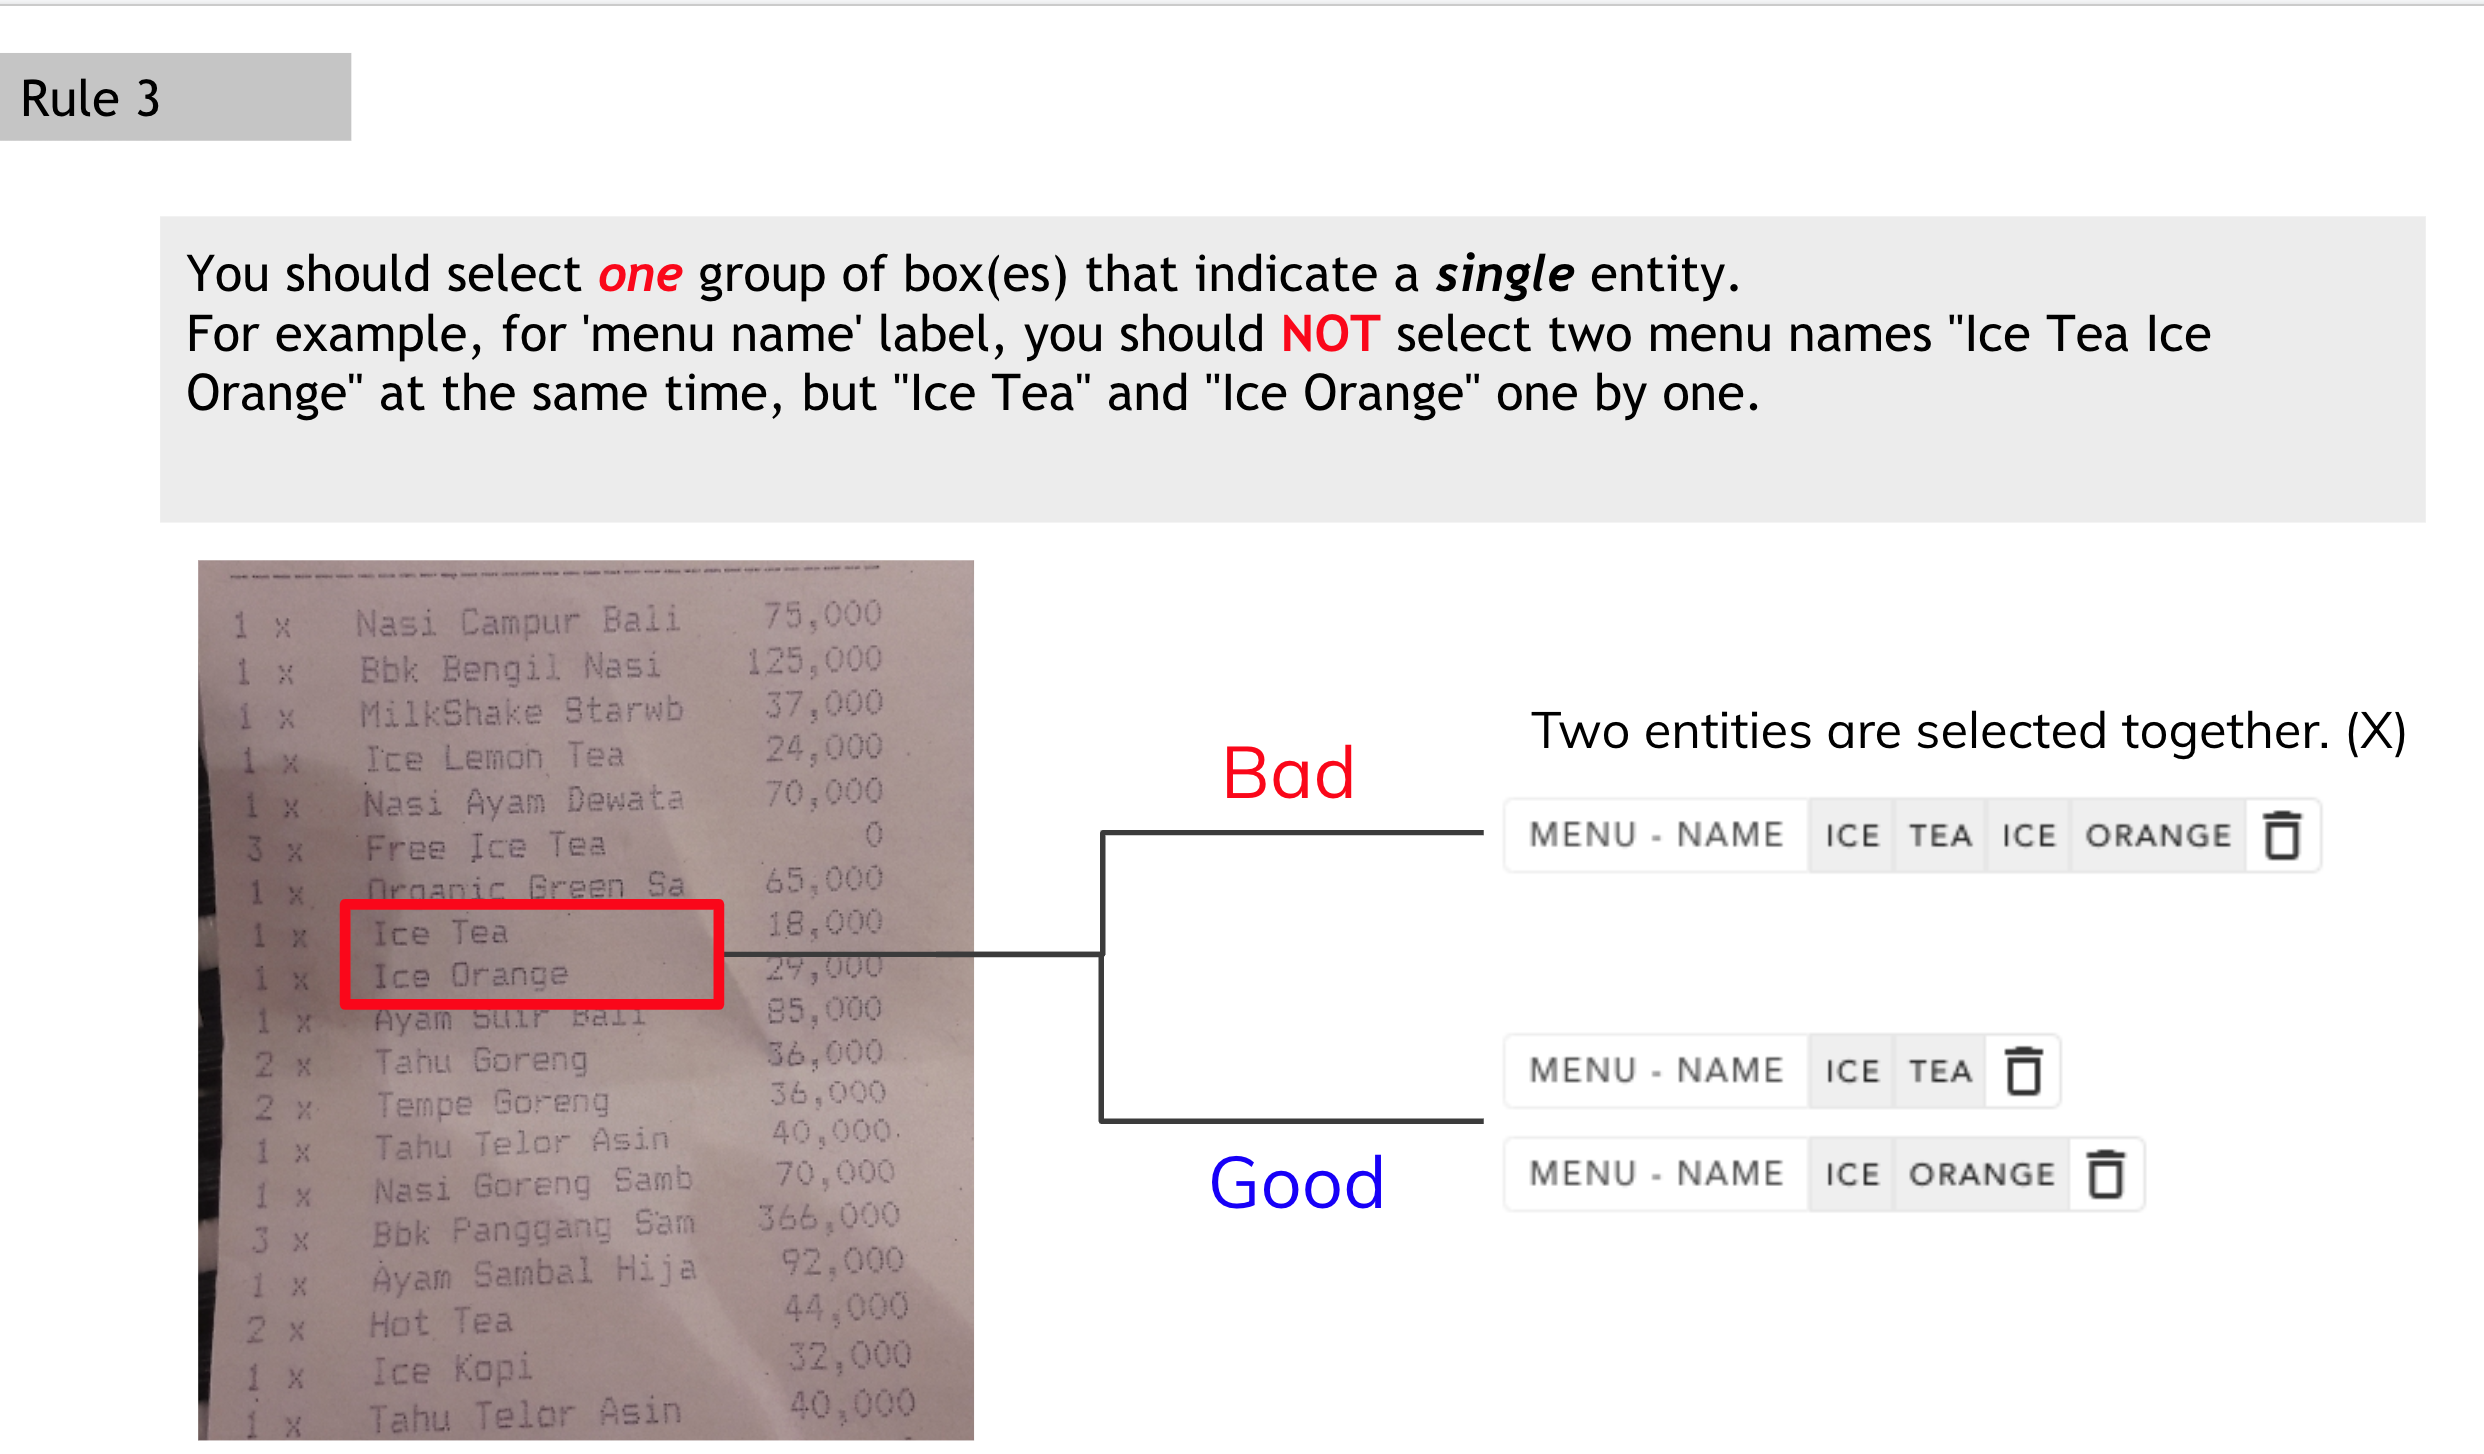 Rule 3
You should select one group of box(es) that indicate a single entity.
For example, for 'menu name' label, you should NOT select two menu names "Ice Tea Ice
Orange" at the same time, but "Ice Tea" and "Ice Orange" one by one.
1 x Nasi Campur Bali 75,000
1 x Bbk Bengil Nasi 125,000
1 x MilkShake Starwb 37,000
1 x Ice Lemon Tea 24,000
1 x Nasi Ayam Dewata 70,000
3 x Free Ice Tea 0
1 x Organic Green Sa 65,000
1 x Ice Tea 18,000
1 x Ice Orange 29,000
1 x Ayam Suir Bali 85,000
2 x Tahu Goreng 36,000
2 x Tempe Goreng 36,000
1 x Tahu Telor Asin 40,000
1 x Nasi Goreng Samb 70,000
3 x Bbk Panggang Sam 366,000
1 x Ayam Sambal Hija 92,000
2 x Hot Tea 44,000
1 x Ice Kopi 32,000
1 x Tahu Telor Asin 40,000
Bad
Two entities are selected together. (X)
MENU - NAME ICE TEA ICE ORANGE
Good
MENU - NAME ICE TEA
MENU - NAME ICE ORANGE